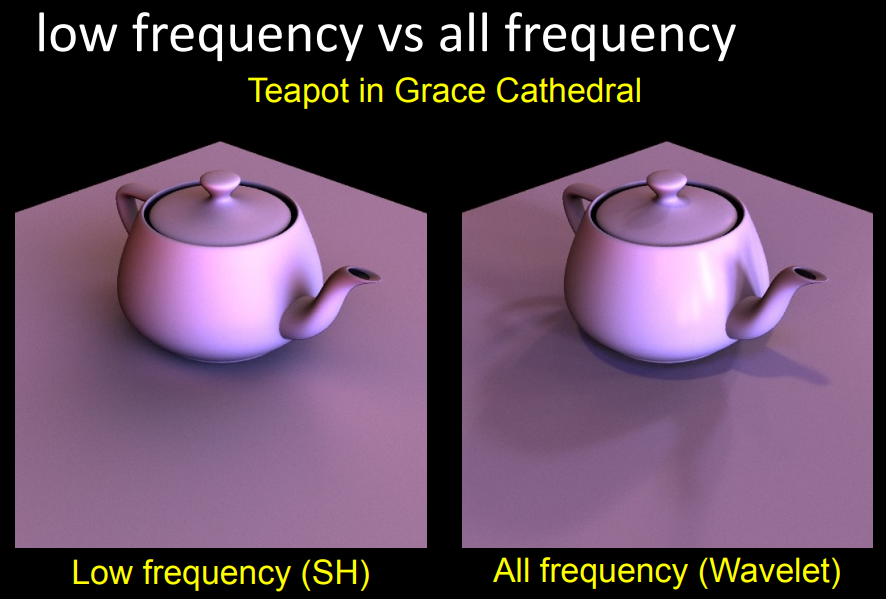 low frequency vs all frequency
Teapot in Grace Cathedral
Low frequency (SH)
All frequency (Wavelet)